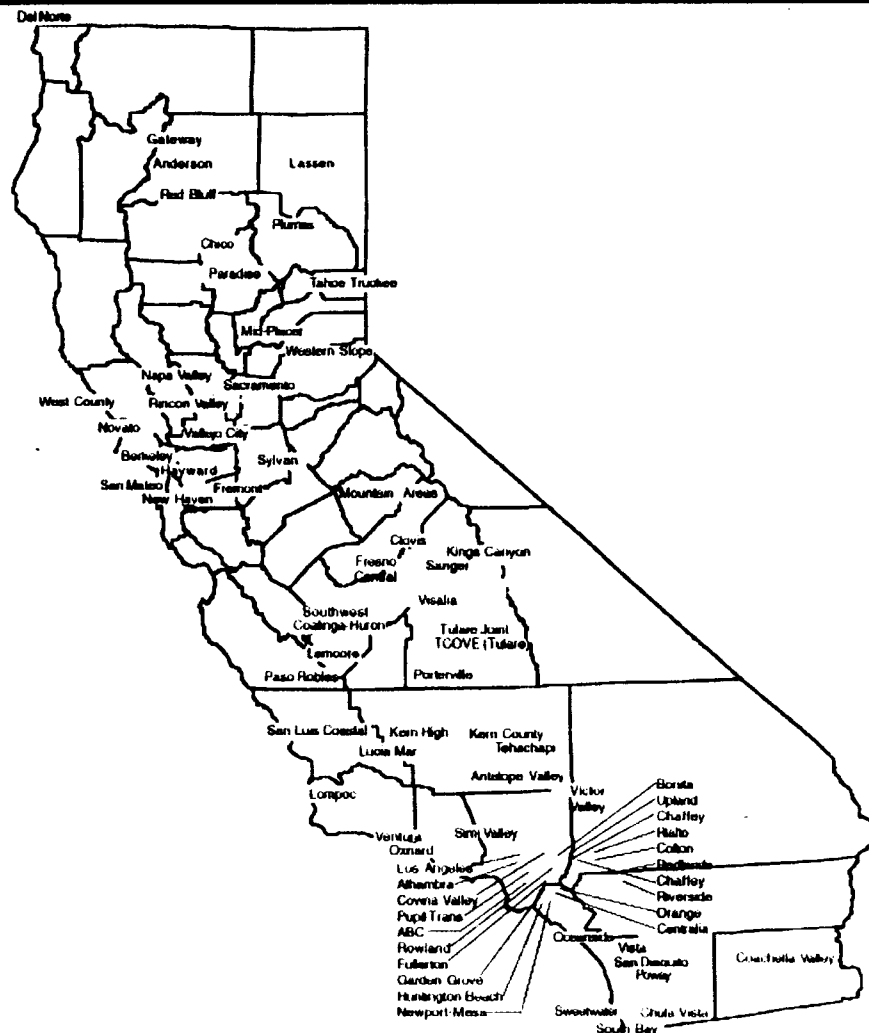 Del Norte
Gateway
Anderson
Lassen
Red Bluff
Plumas
Chico
Paradise
Tahoe Truckee
Mid-Placer
Western Slope
Napa Valley
Sacramento
West County
Rincon Valley
Novato
Vallejo City
Berkeley
Sylvan
Hayward
San Mateo
Fremont
New Haven
Mountain Areas
Clovis
Kings Canyon
Fresno
Sanger
Central
Visalia
Southwest
Coalinga-Huron
Tulare Joint
TCOVE (Tulare)
Lemoore
Paso Robles
Porterville
San Luis Coastal
Kern High
Kern County
Lucia Mar
Tehachapi
Antelope Valley
Lompoc
Victor
Valley
Bonita
Upland
Chaffey
Rialto
Colton
Redlands
Chaffey
Riverside
Orange
Centralia
Ventura
Simi Valley
Oxnard
Los Angeles
Alhambra
Covina Valley
Pupil Trans
ABC
Rowland
Fullerton
Garden Grove
Huntington Beach
Newport-Mesa
Oceanside
Vista
San Dieguito
Poway
Coachella Valley
Sweetwater
Chula Vista
South Bay